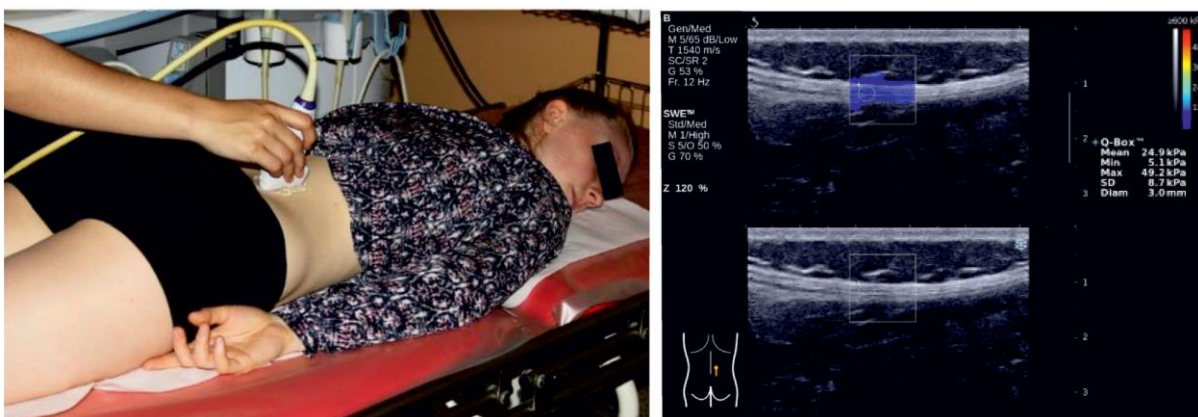 B
Gen/Med
M 5/65 dB/Low
T 1540 m/s
SC/SR 2
G 53 %
Fr. 12 Hz
SWE™
Std/Med
M 1/High
S 5/O 50 %
G 70 %
Z 120 %
1
2
3
+Q-Box™
Mean 24.9 kPa
Min 5.1 kPa
Max 49.2 kPa
SD 8.7 kPa
Diam 3.0 mm
1
2
3